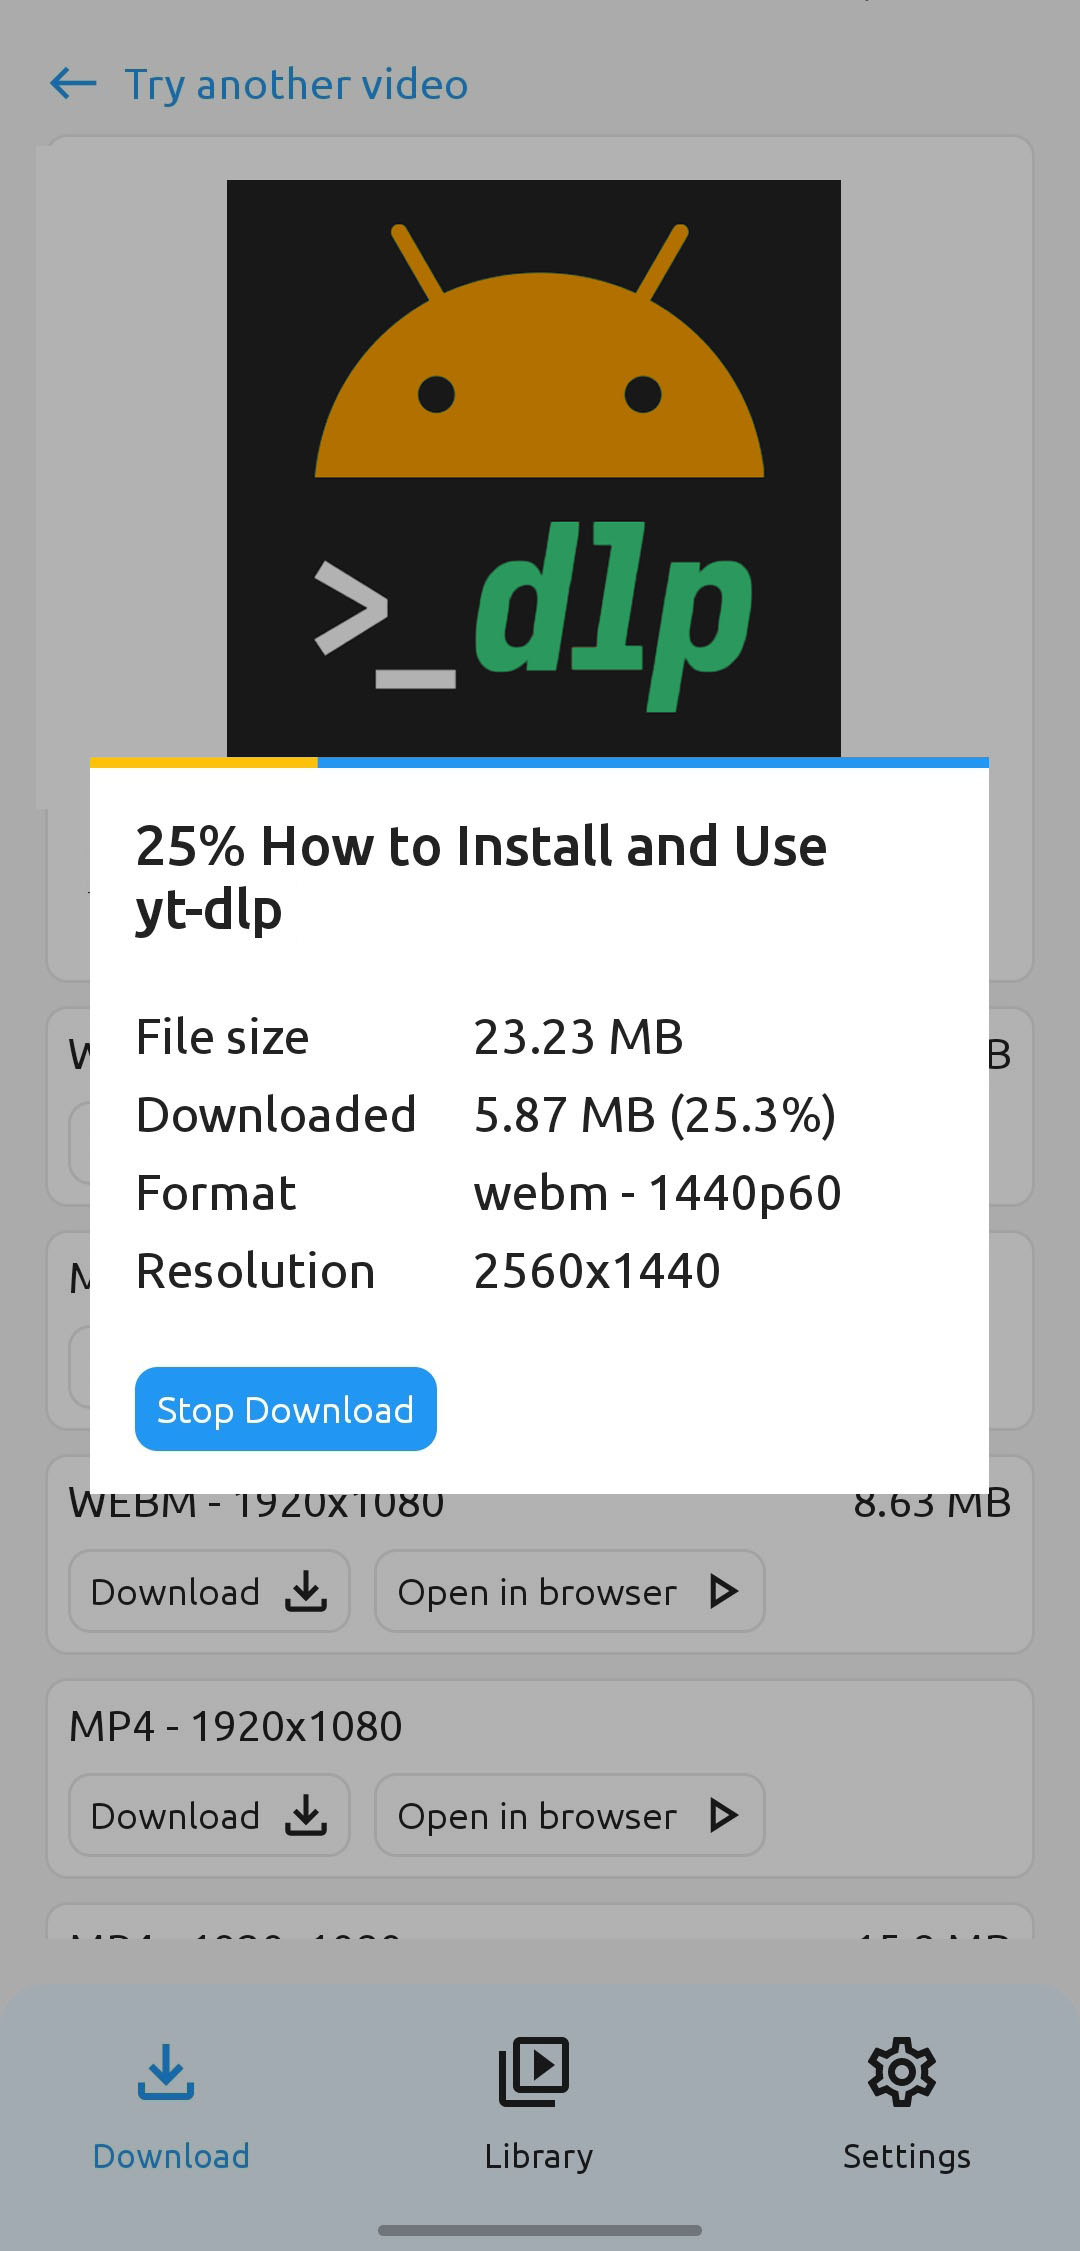 Try another video
>_dlp
25% How to Install and Use
yt-dlp
File size 23.23 MB
Downloaded 5.87 MB (25.3%)
Format webm - 1440p60
Resolution 2560x1440
Stop Download
WEBM - 1920x1080 8.63 MB
Download Open in browser
MP4 - 1920x1080
Download Open in browser
Download Library Settings